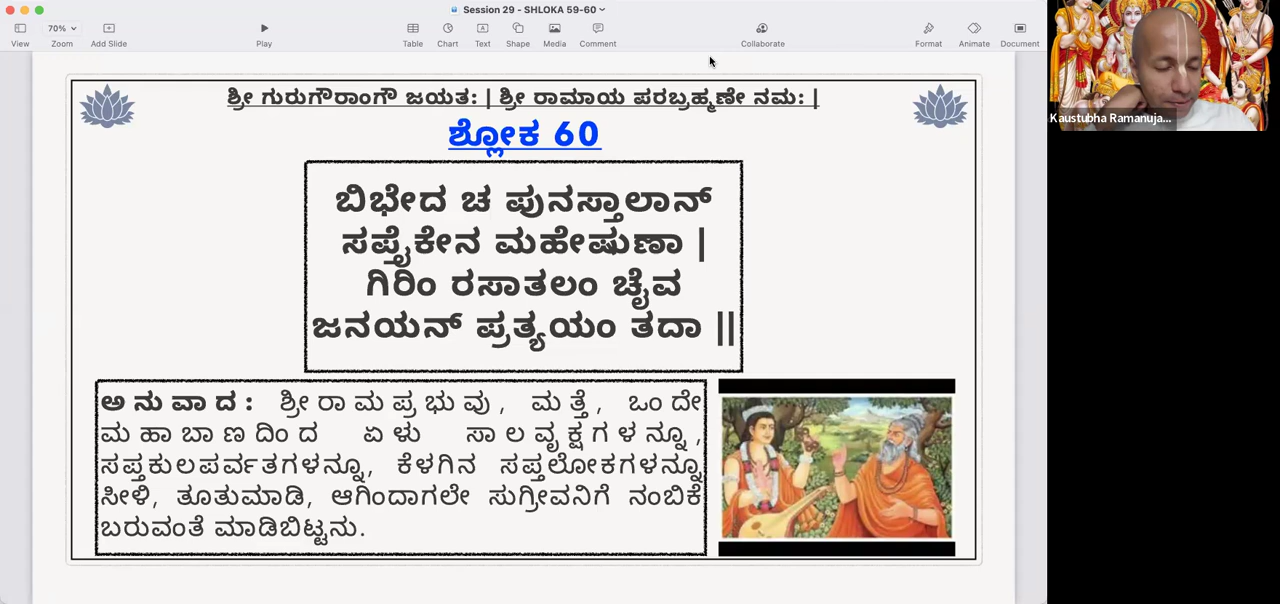 Session 29 - SHLOKA 59-60
70%
View
Zoom
Add Slide
Play
Table
Chart
Text
Shape
Media
Comment
Collaborate
Format
Animate
Document
Kaustubha Ramanuja...
ಶ್ರೀ ಗುರುಗೌರಾಂಗೌ ಜಯತಃ | ಶ್ರೀ ರಾಮಾಯ ಪರಬ್ರಹ್ಮಣೇ ನಮಃ |
ಶ್ಲೋಕ 60
ಬಿಭೇದ ಚ ಪುನಸ್ತಾಲಾನ್
ಸಪ್ತೈಕೇನ ಮಹೇಷುಣಾ |
ಗಿರಿಂ ರಸಾತಲಂ ಚೈವ
ಜನಯನ್ ಪ್ರತ್ಯಯಂ ತದಾ ||
ಅನುವಾದ: ಶ್ರೀರಾಮಪ್ರಭುವು, ಮತ್ತೆ, ಒಂದೇ
ಮಹಾಬಾಣದಿಂದ ಏಳು ಸಾಲವೃಕ್ಷಗಳನ್ನೂ,
ಸಪ್ತಕುಲಪರ್ವತಗಳನ್ನೂ, ಕೆಳಗಿನ ಸಪ್ತಲೋಕಗಳನ್ನೂ
ಸೀಳಿ, ತೂತುಮಾಡಿ, ಆಗಿಂದಾಗಲೇ ಸುಗ್ರೀವನಿಗೆ ನಂಬಿಕೆ
ಬರುವಂತೆ ಮಾಡಿಬಿಟ್ಟನು.